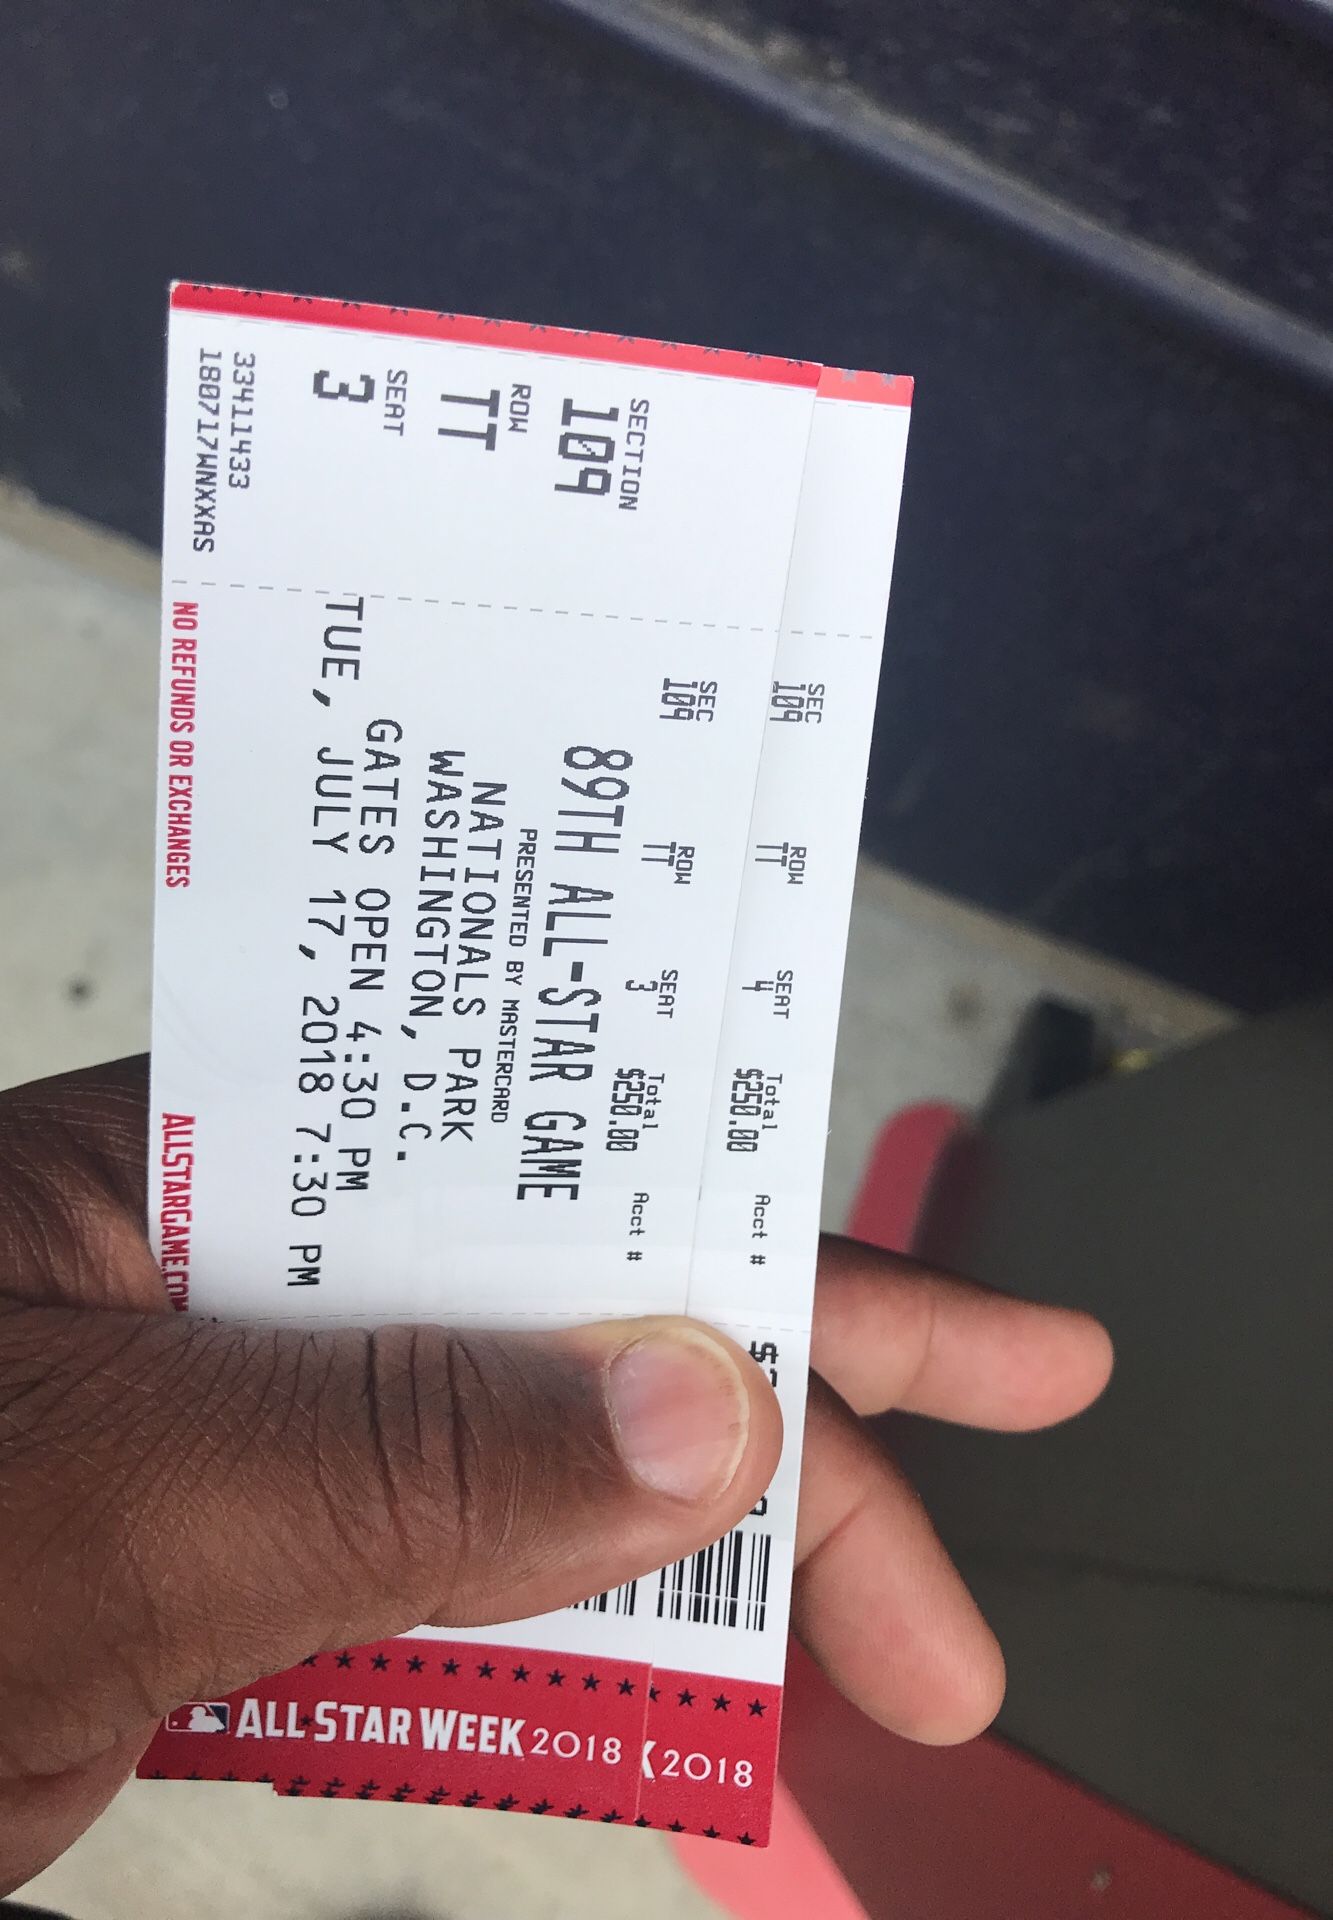 SECTION
109
ROW
TT
SEAT
3
33411433
180717WNXXAS
SEC ROW SEAT Total Acct #
109 TT 4 $250.00
SEC ROW SEAT Total Acct #
109 TT 3 $250.00
89TH ALL-STAR GAME
PRESENTED BY MASTERCARD
NATIONALS PARK
WASHINGTON, D.C.
GATES OPEN 4:30 PM
TUE, JULY 17, 2018 7:30 PM
NO REFUNDS OR EXCHANGES ALLSTARGAME.COM
ALL STAR WEEK 2018
2018